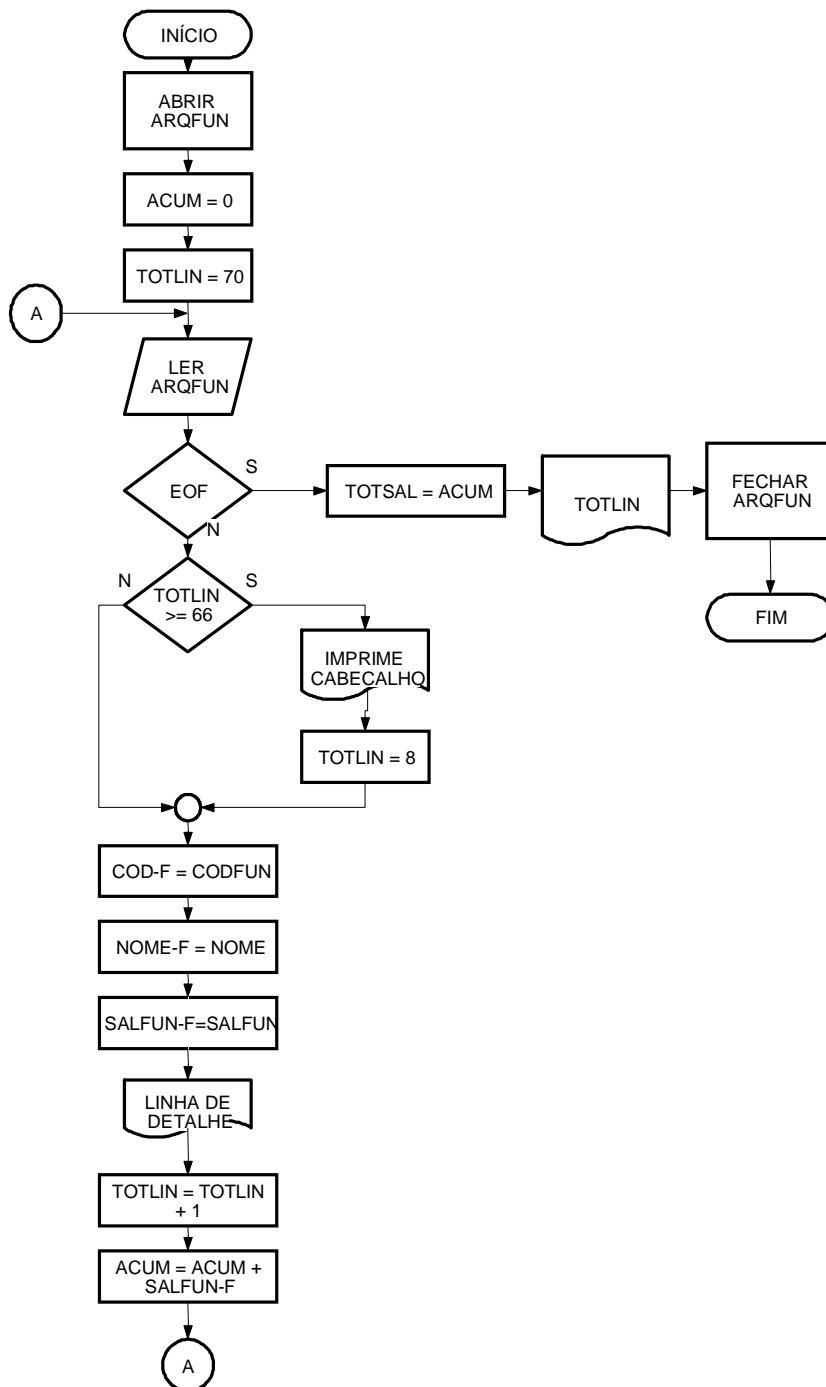 INÍCIO
ABRIR
ARQFUN
ACUM = 0
TOTLIN = 70
A
LER
ARQFUN
EOF
S
N
TOTSAL = ACUM
TOTLIN
FECHAR
ARQFUN
FIM
N
TOTLIN
>= 66
S
IMPRIME
CABECALHO
TOTLIN = 8
COD-F = CODFUN
NOME-F = NOME
SALFUN-F=SALFUN
LINHA DE
DETALHE
TOTLIN = TOTLIN
+ 1
ACUM = ACUM +
SALFUN-F
A